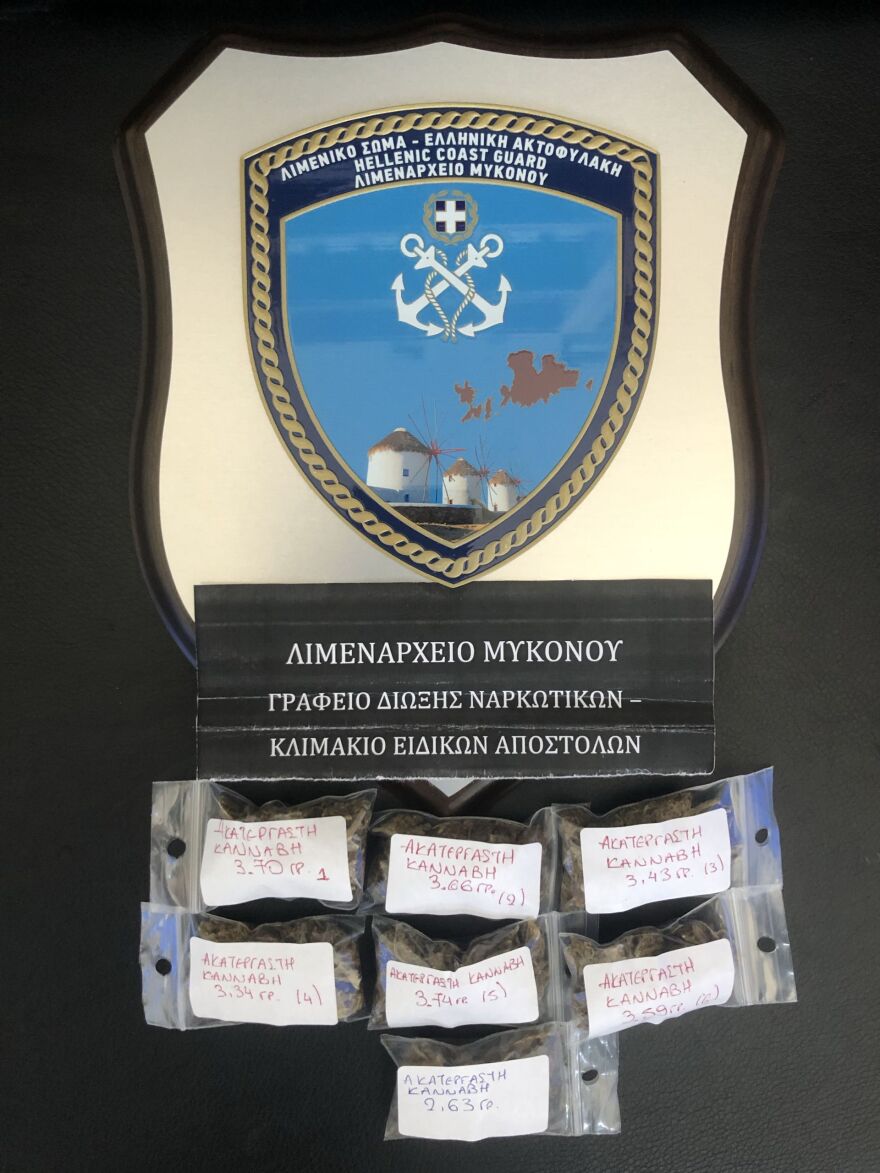 ΛΙΜΕΝΙΚΟ ΣΩΜΑ - ΕΛΛΗΝΙΚΗ ΑΚΤΟΦΥΛΑΚΗ
HELLENIC COAST GUARD
ΛΙΜΕΝΑΡΧΕΙΟ ΜΥΚΟΝΟΥ
ΛΙΜΕΝΑΡΧΕΙΟ ΜΥΚΟΝΟΥ
ΓΡΑΦΕΙΟ ΔΙΩΞΗΣ ΝΑΡΚΩΤΙΚΩΝ –
ΚΛΙΜΑΚΙΟ ΕΙΔΙΚΩΝ ΑΠΟΣΤΟΛΩΝ
ΑΚΑΤΕΡΓΑΣΤΗ
ΚΑΝΝΑΒΗ
3.70 γρ. 1
ΑΚΑΤΕΡΓΑΣΤΗ
ΚΑΝΝΑΒΗ
3.66 γρ. (2)
ΑΚΑΤΕΡΓΑΣΤΗ
ΚΑΝΝΑΒΗ
3,43 γρ. (3)
ΑΚΑΤΕΡΓΑΣΤΗ
ΚΑΝΝΑΒΗ
3,34 γρ. (4)
ΑΚΑΤΕΡΓΑΣΤΗ ΚΑΝΝΑΒΗ
3.74 γρ (5)
ΑΚΑΤΕΡΓΑΣΤΗ
ΚΑΝΝΑΒΗ
3.59 γρ. (6)
ΑΚΑΤΕΡΓΑΣΤΗ
ΚΑΝΝΑΒΗ
2,63 γρ.